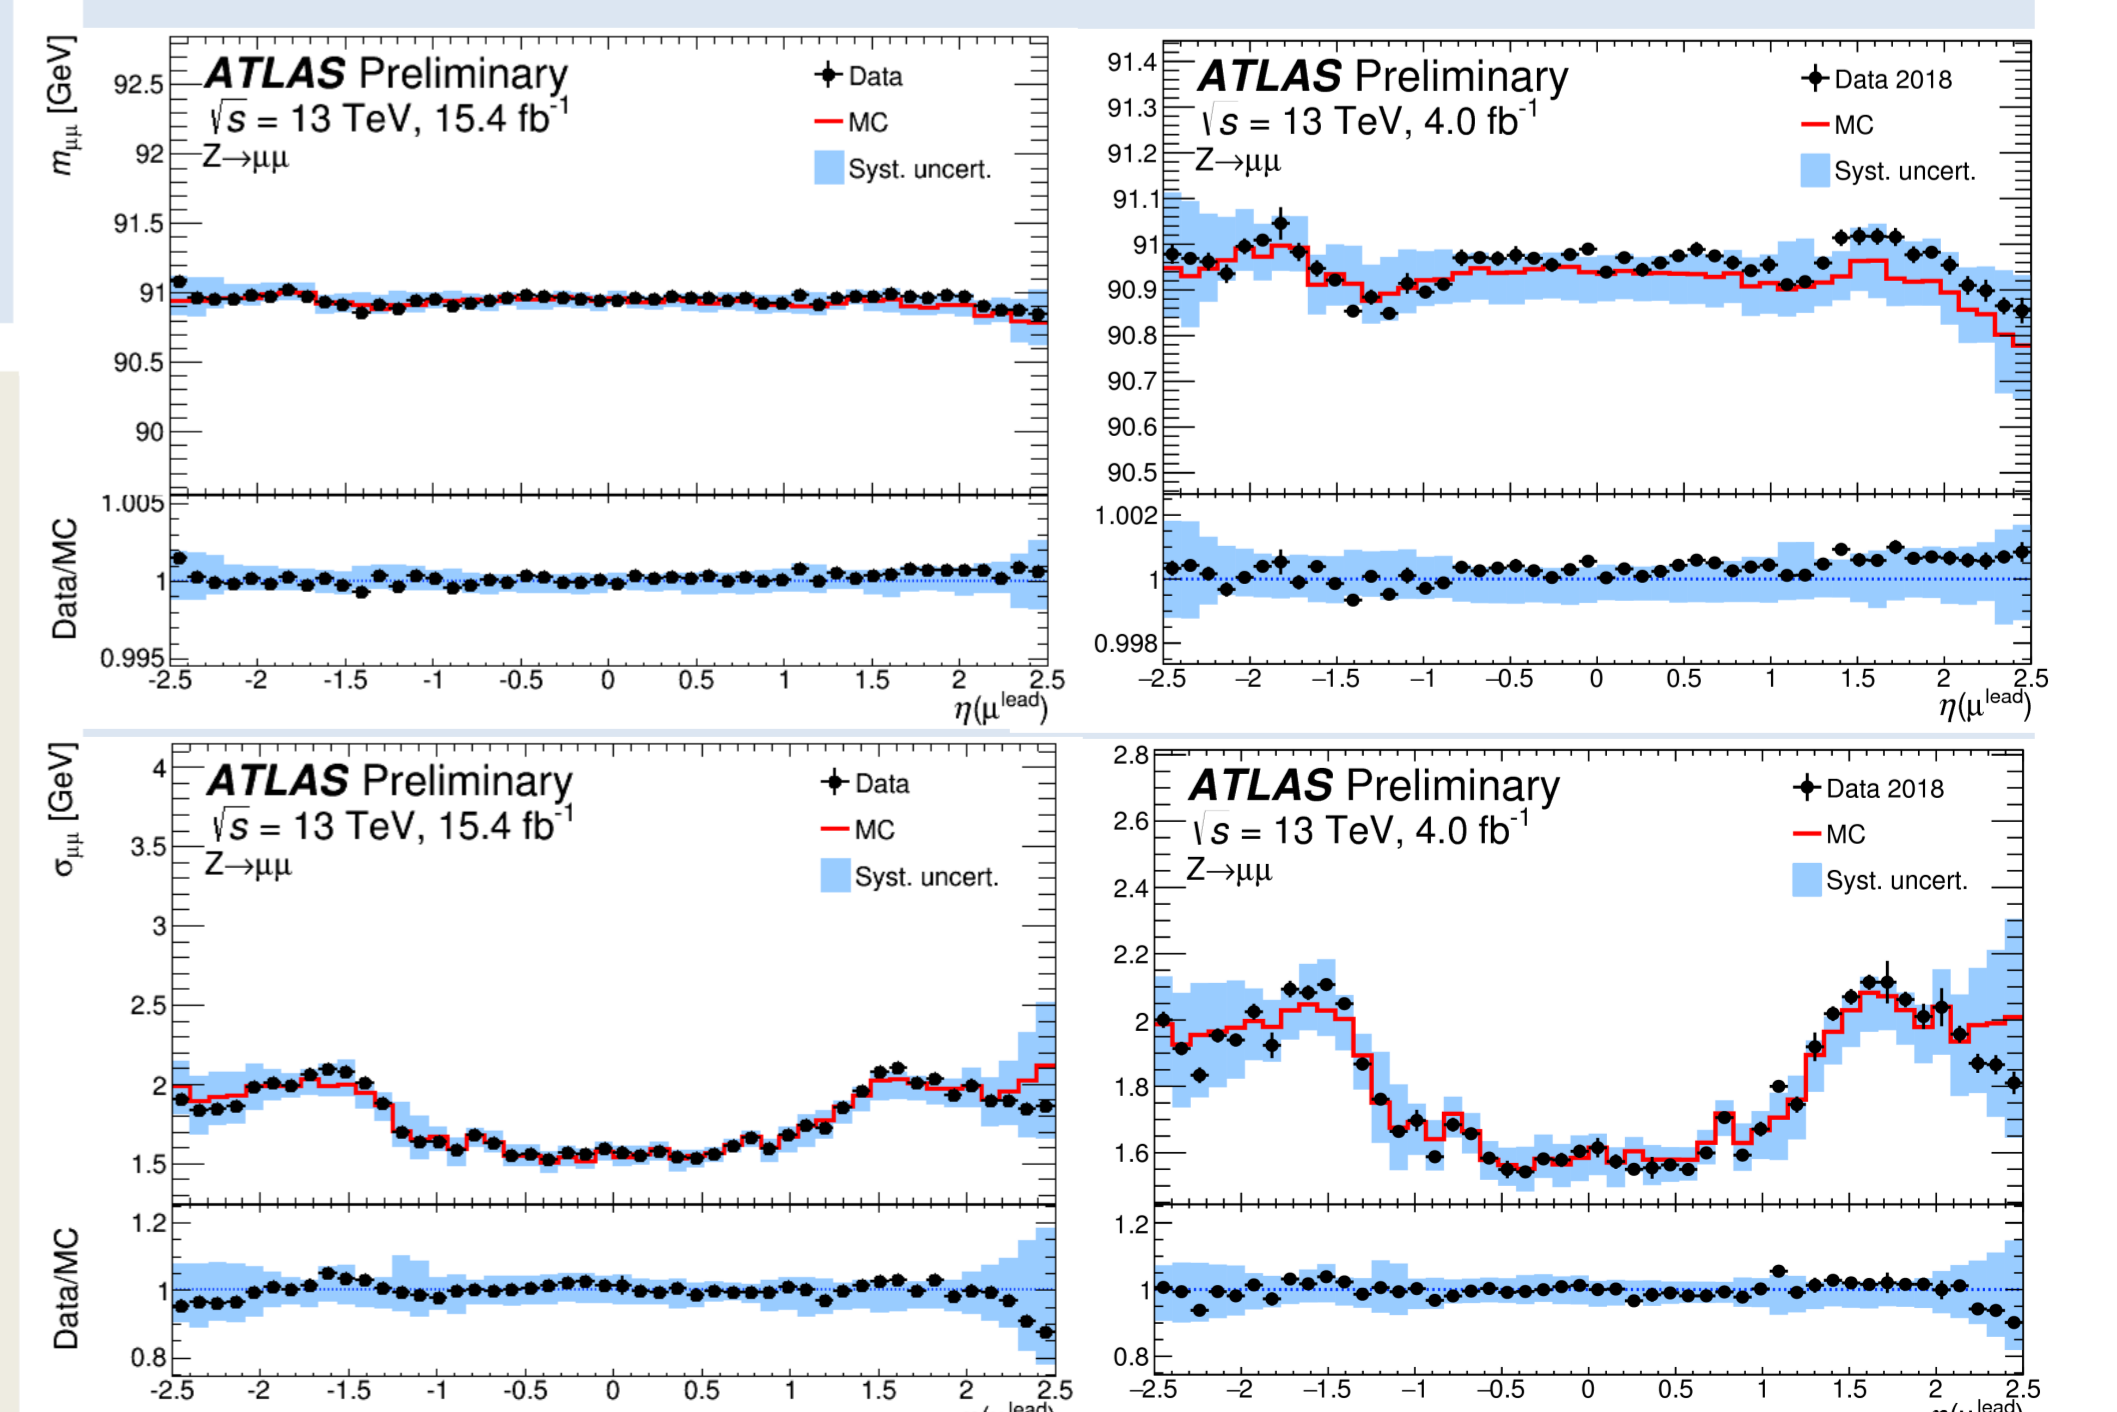 mμμ [GeV]
92.5
92
91.5
91
90.5
90
ATLAS Preliminary
√s = 13 TeV, 15.4 fb-1
Z→μμ
Data
MC
Syst. uncert.
Data/MC
1.005
1
0.995
-2.5 -2 -1.5 -1 -0.5 0 0.5 1 1.5 2 2.5
η(μlead)
91.4
91.3
91.2
91.1
91
90.9
90.8
90.7
90.6
90.5
ATLAS Preliminary
√s = 13 TeV, 4.0 fb-1
Z→μμ
Data 2018
MC
Syst. uncert.
1.002
1
0.998
−2.5 −2 −1.5 −1 −0.5 0 0.5 1 1.5 2 2.5
η(μlead)
σμμ [GeV]
4
3.5
3
2.5
2
1.5
ATLAS Preliminary
√s = 13 TeV, 15.4 fb-1
Z→μμ
Data
MC
Syst. uncert.
Data/MC
1.2
1
0.8
-2.5 -2 -1.5 -1 -0.5 0 0.5 1 1.5 2 2.5
lead
2.8
2.6
2.4
2.2
2
1.8
1.6
ATLAS Preliminary
√s = 13 TeV, 4.0 fb-1
Z→μμ
Data 2018
MC
Syst. uncert.
1.2
1
0.8
−2.5 −2 −1.5 −1 −0.5 0 0.5 1 1.5 2 2.5
lead